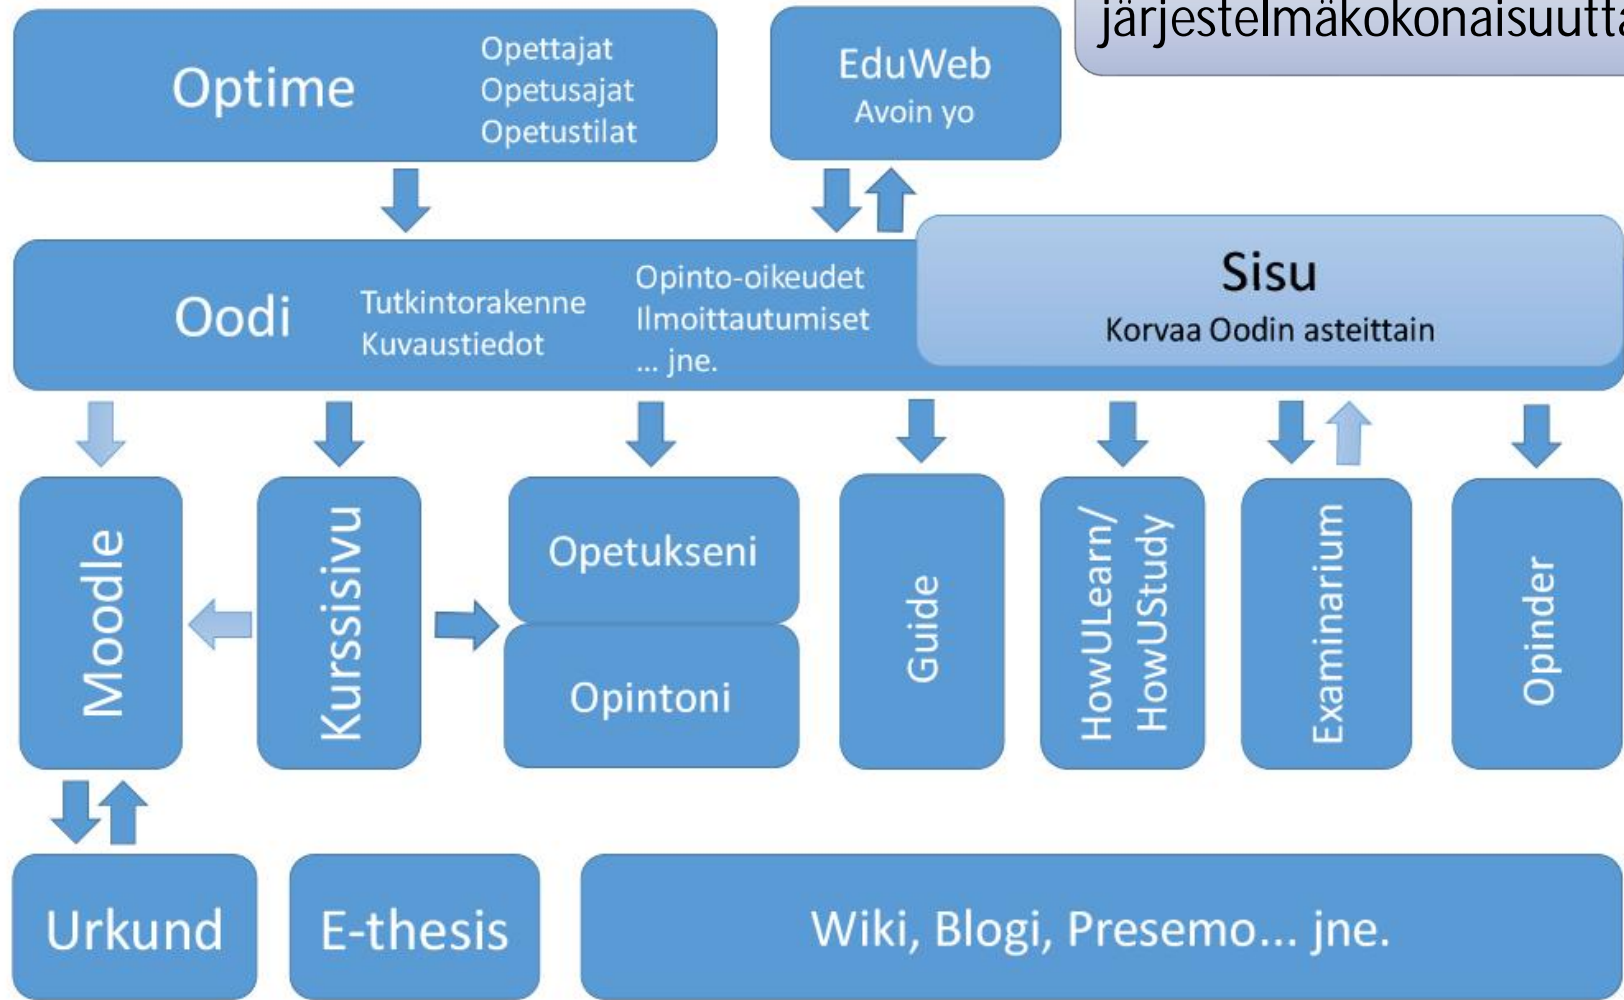 järjestelmäkokonaisuutta
Optime
Opettajat
Opetusajat
Opetustilat
EduWeb
Avoin yo
Oodi
Tutkintorakenne
Kuvaustiedot
Opinto-oikeudet
Ilmoittautumiset
... jne.
Sisu
Korvaa Oodin asteittain
Moodle
Kurssisivu
Opetukseni
Opintoni
Guide
HowULearn/
HowUStudy
Examinarium
Opinder
Urkund
E-thesis
Wiki, Blogi, Presemo... jne.